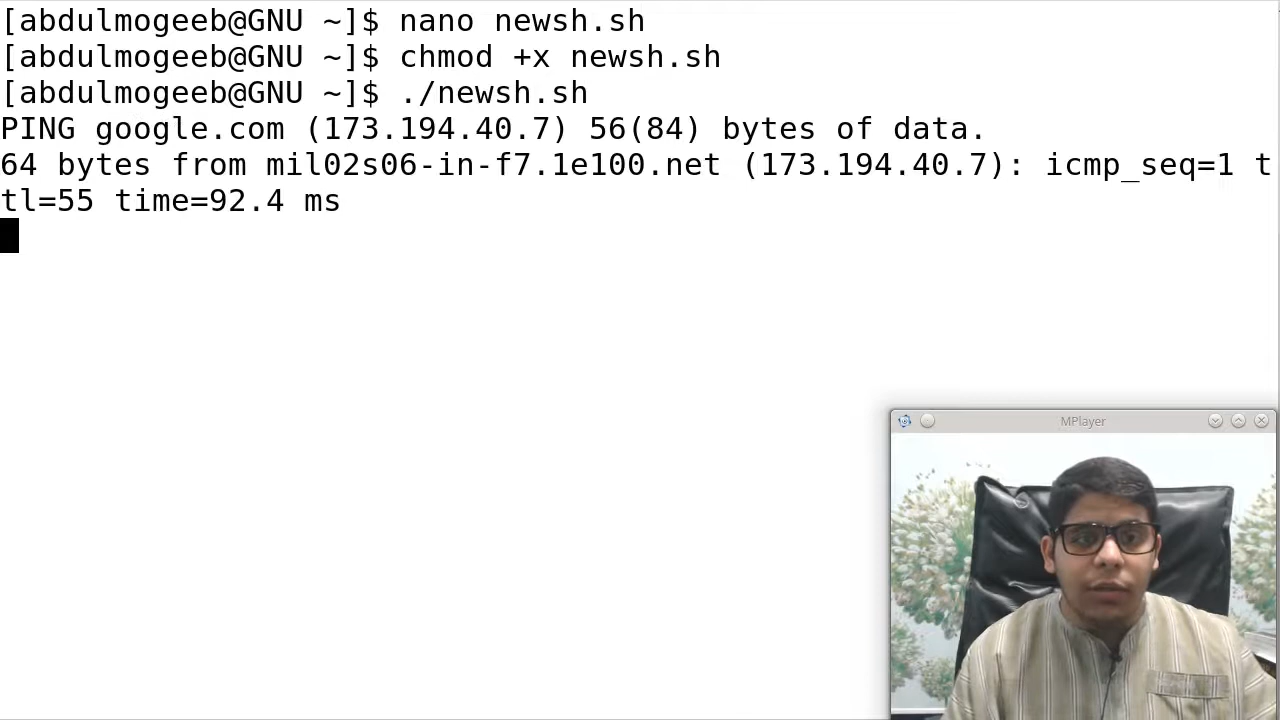 [abdulmogeeb@GNU ~]$ nano newsh.sh
[abdulmogeeb@GNU ~]$ chmod +x newsh.sh
[abdulmogeeb@GNU ~]$ ./newsh.sh
PING google.com (173.194.40.7) 56(84) bytes of data.
64 bytes from mil02s06-in-f7.1e100.net (173.194.40.7): icmp_seq=1 t
tl=55 time=92.4 ms
MPlayer